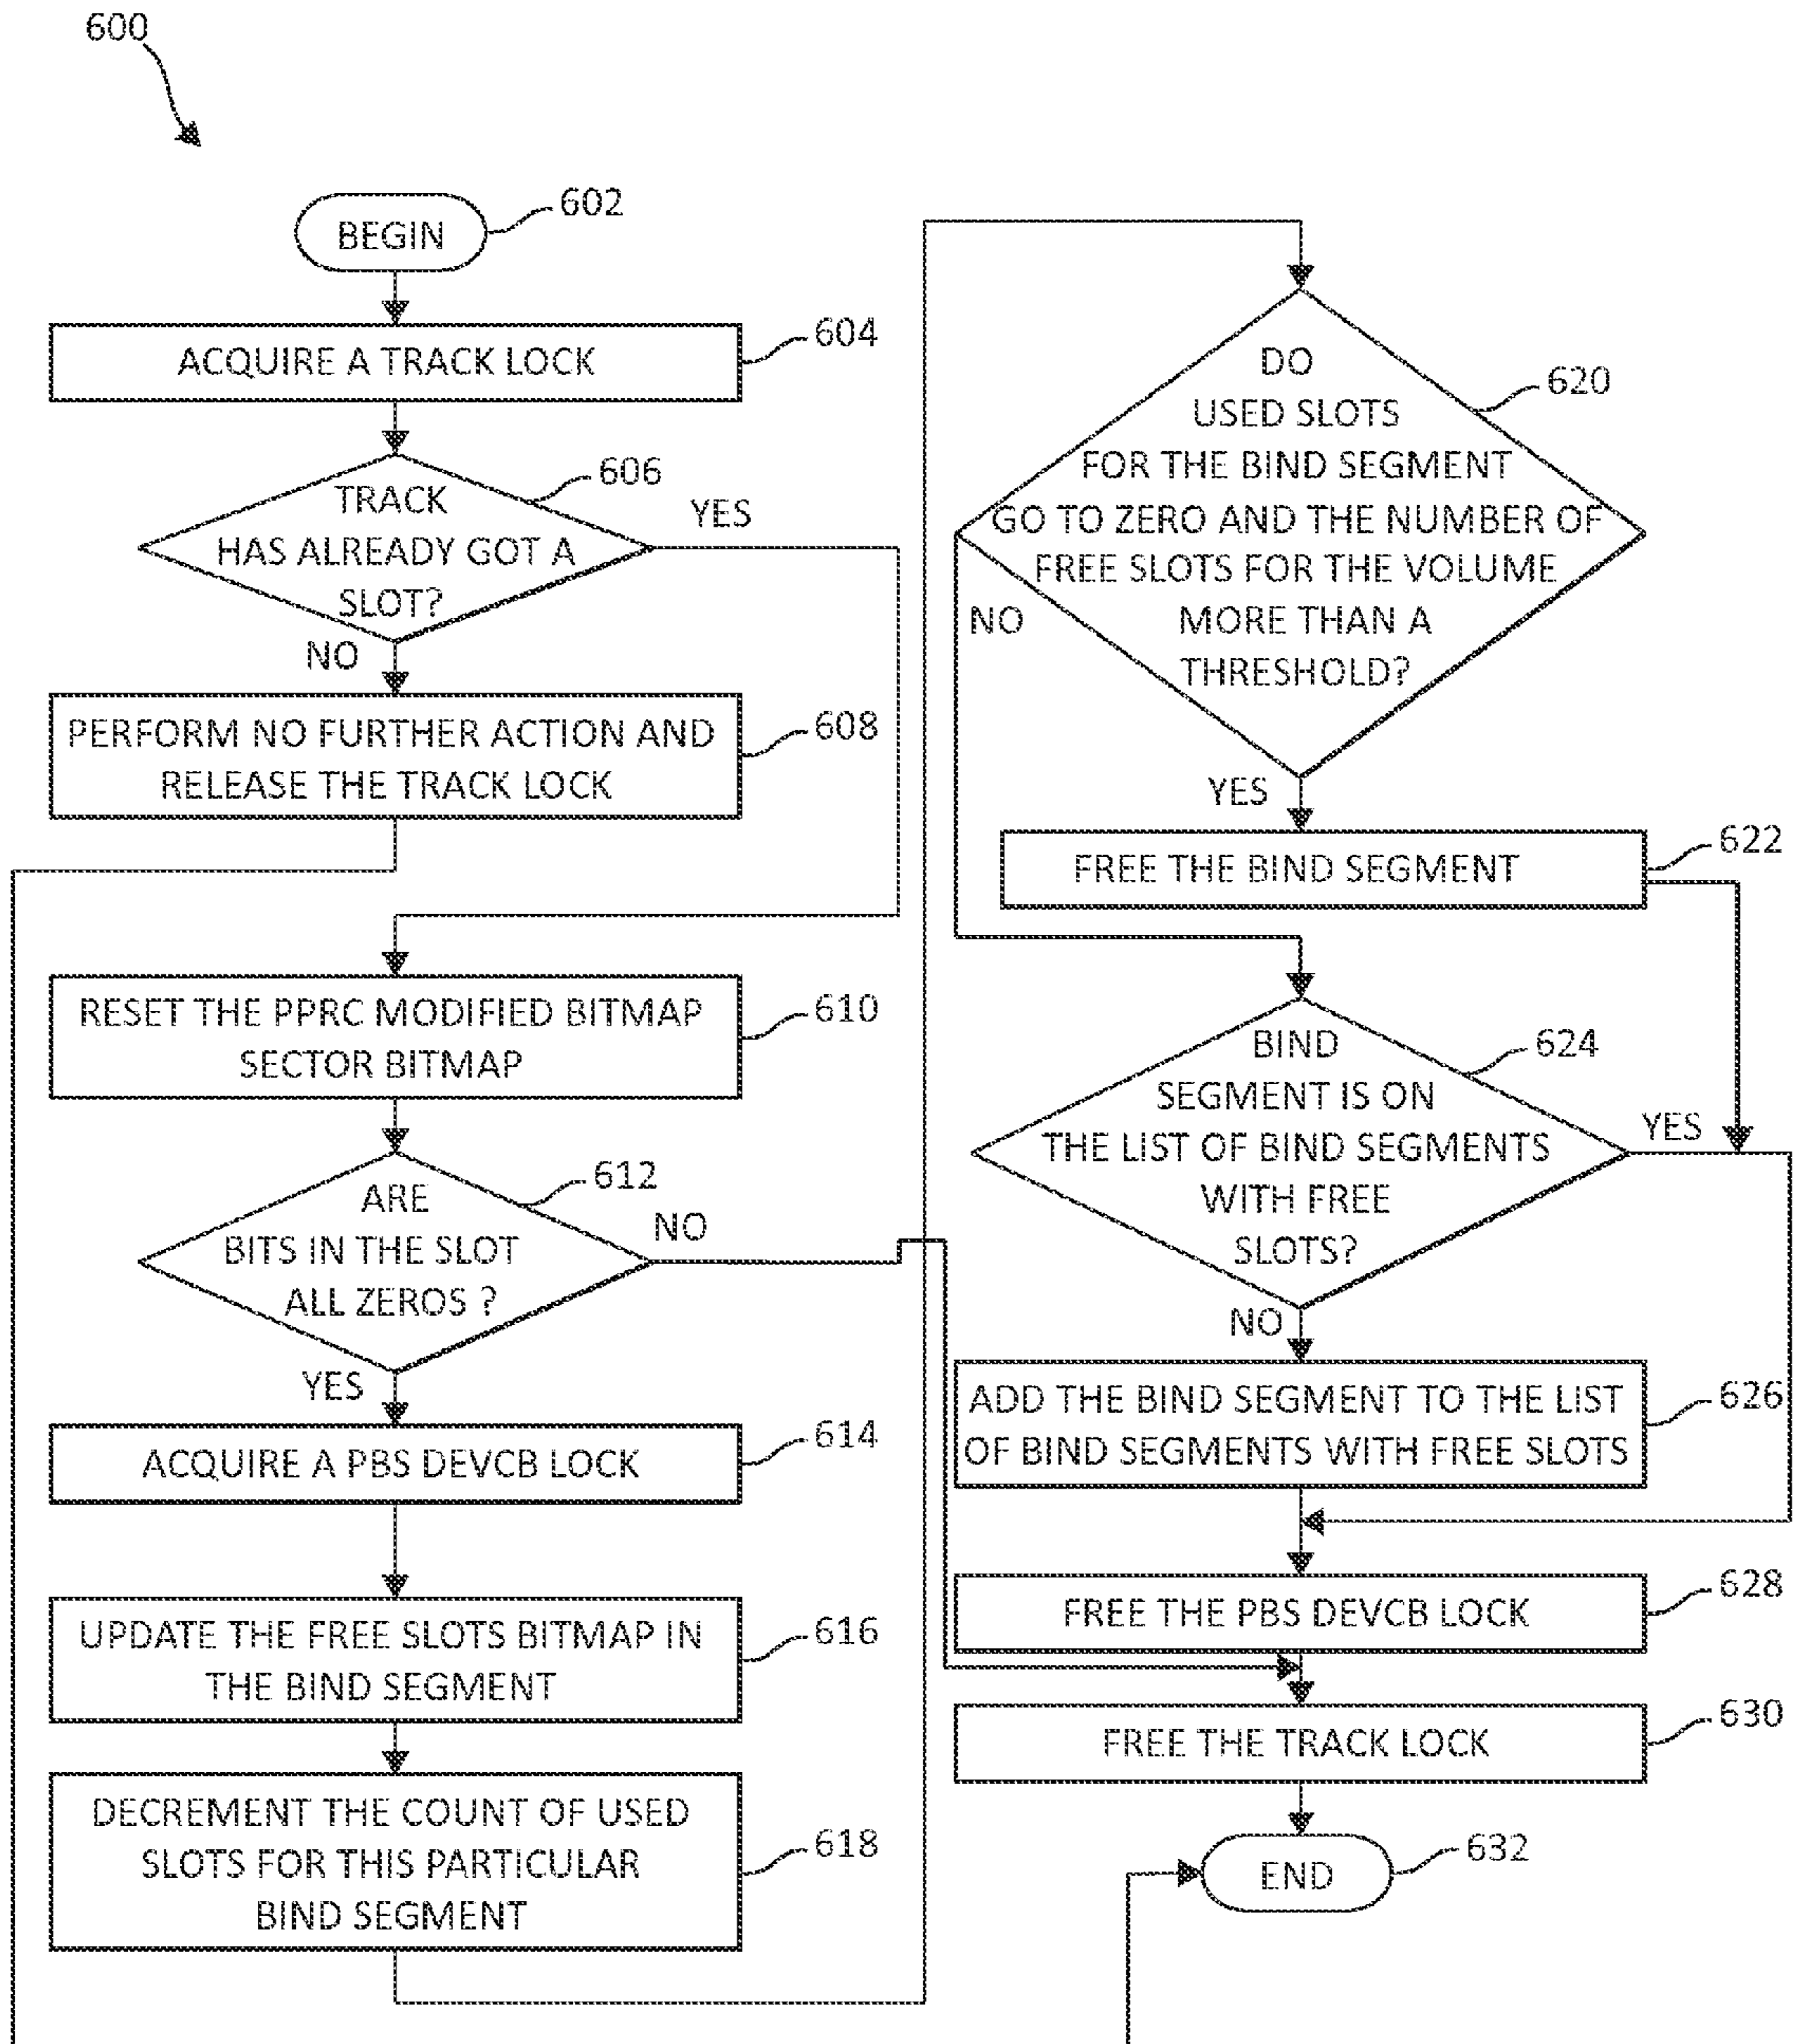 600
BEGIN
602
ACQUIRE A TRACK LOCK
604
TRACK
HAS ALREADY GOT A
SLOT?
606
YES
NO
PERFORM NO FURTHER ACTION AND
RELEASE THE TRACK LOCK
608
RESET THE PPRC MODIFIED BITMAP
SECTOR BITMAP
610
ARE
BITS IN THE SLOT
ALL ZEROS ?
612
NO
YES
ACQUIRE A PBS DEVCB LOCK
614
UPDATE THE FREE SLOTS BITMAP IN
THE BIND SEGMENT
616
DECREMENT THE COUNT OF USED
SLOTS FOR THIS PARTICULAR
BIND SEGMENT
618
DO
USED SLOTS
FOR THE BIND SEGMENT
GO TO ZERO AND THE NUMBER OF
FREE SLOTS FOR THE VOLUME
MORE THAN A
THRESHOLD?
620
NO
YES
FREE THE BIND SEGMENT
622
BIND
SEGMENT IS ON
THE LIST OF BIND SEGMENTS
WITH FREE
SLOTS?
624
YES
NO
ADD THE BIND SEGMENT TO THE LIST
OF BIND SEGMENTS WITH FREE SLOTS
626
FREE THE PBS DEVCB LOCK
628
FREE THE TRACK LOCK
630
END
632